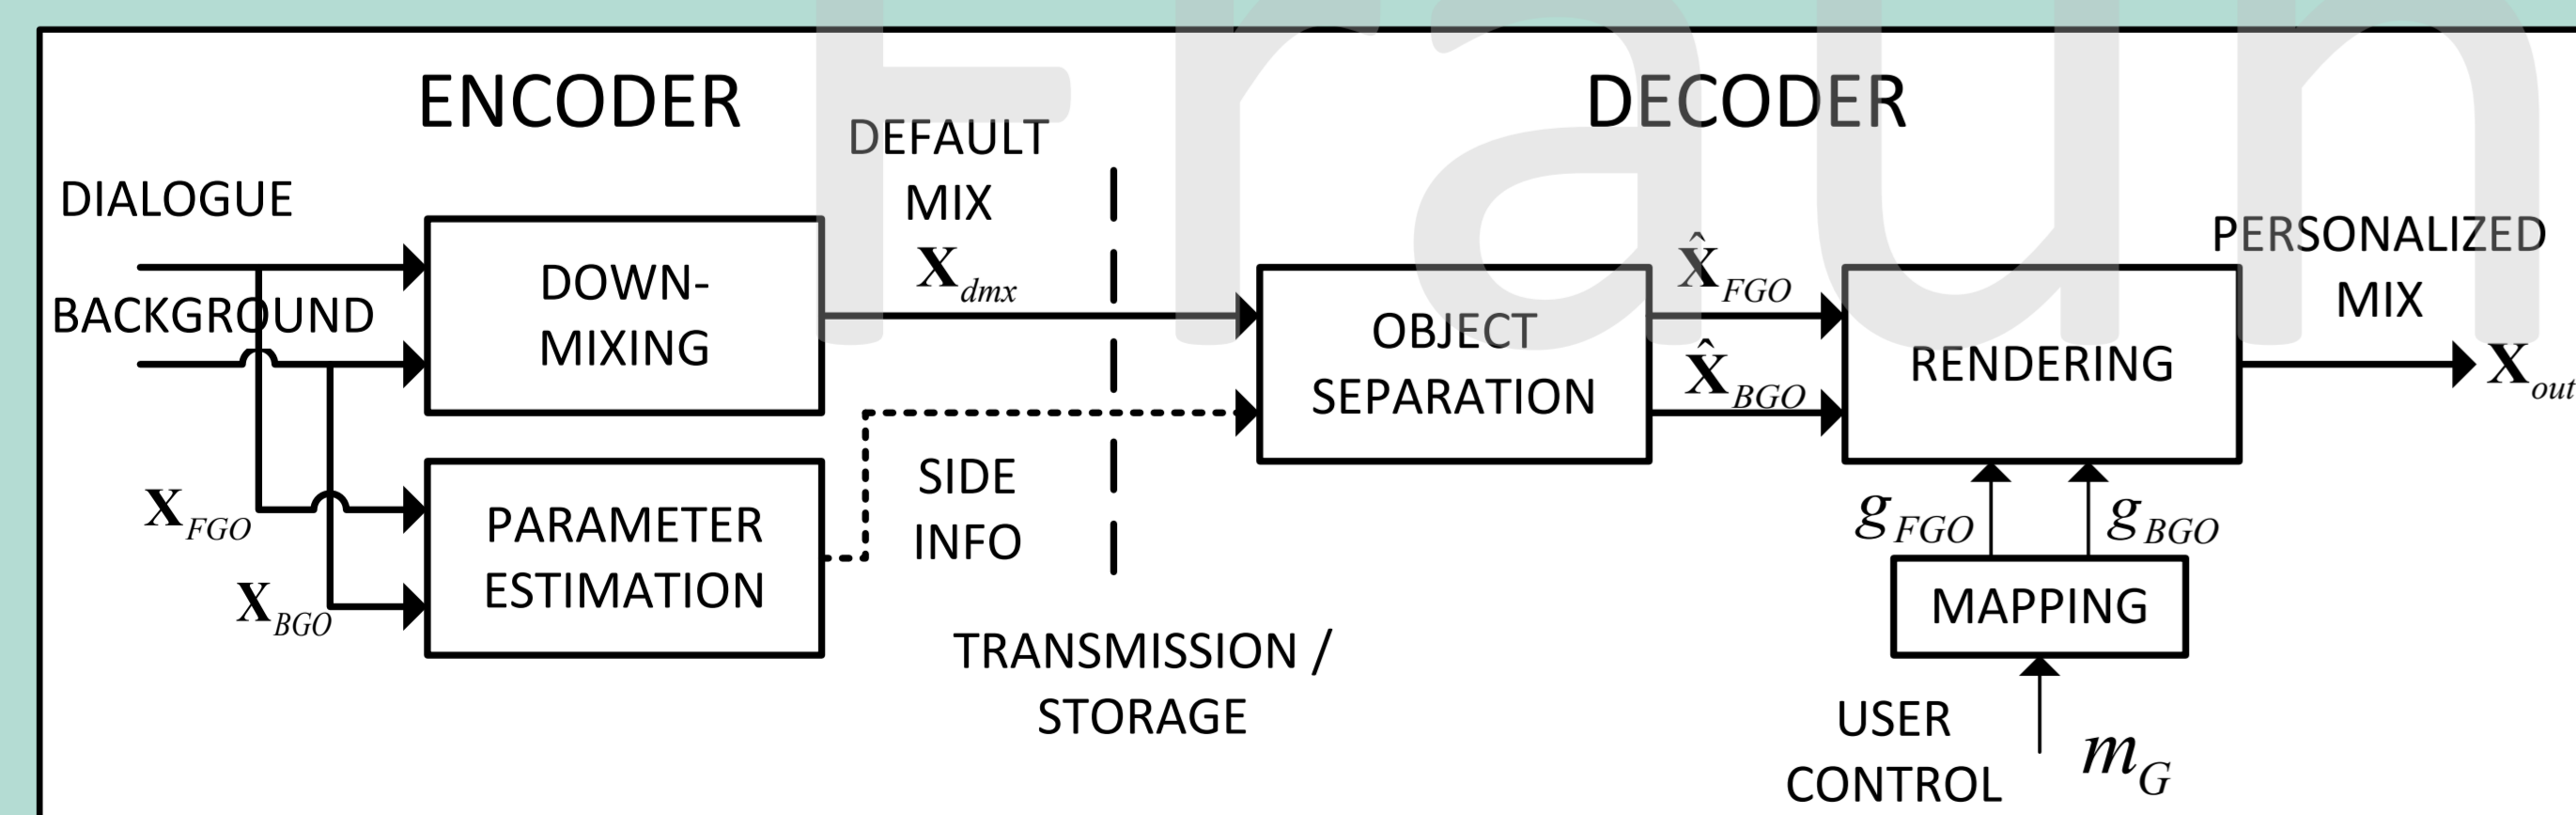 Fraun
ENCODER
DECODER
DEFAULT
MIX
X_dmx
DIALOGUE
BACKGROUND
DOWN-
MIXING
X_FGO
X_BGO
PARAMETER
ESTIMATION
SIDE
INFO
TRANSMISSION /
STORAGE
OBJECT
SEPARATION
X̂_FGO
X̂_BGO
RENDERING
PERSONALIZED
MIX
X_out
g_FGO
g_BGO
MAPPING
USER
CONTROL
m_G